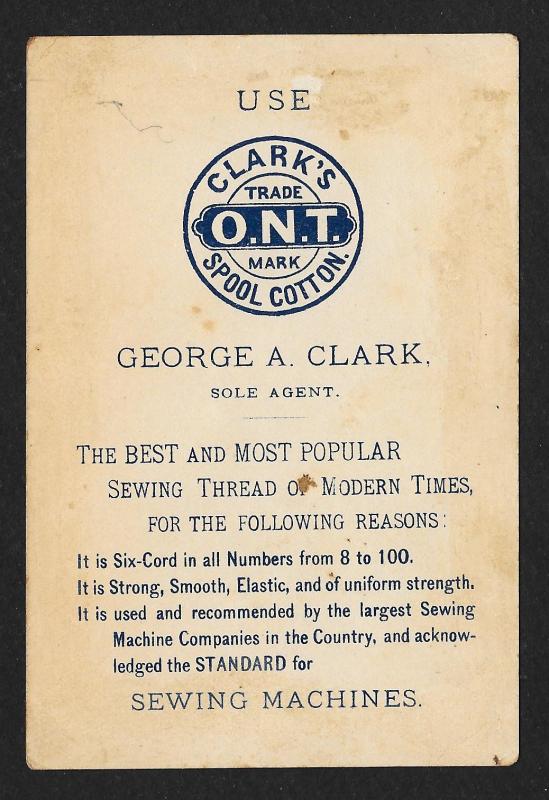 USE
CLARK'S
TRADE
O.N.T.
MARK
SPOOL COTTON.
GEORGE A. CLARK,
SOLE AGENT.
THE BEST AND MOST POPULAR
SEWING THREAD OF MODERN TIMES,
FOR THE FOLLOWING REASONS:
It is Six-Cord in all Numbers from 8 to 100.
It is Strong, Smooth, Elastic, and of uniform strength.
It is used and recommended by the largest Sewing
Machine Companies in the Country, and acknow-
ledged the STANDARD for
SEWING MACHINES.